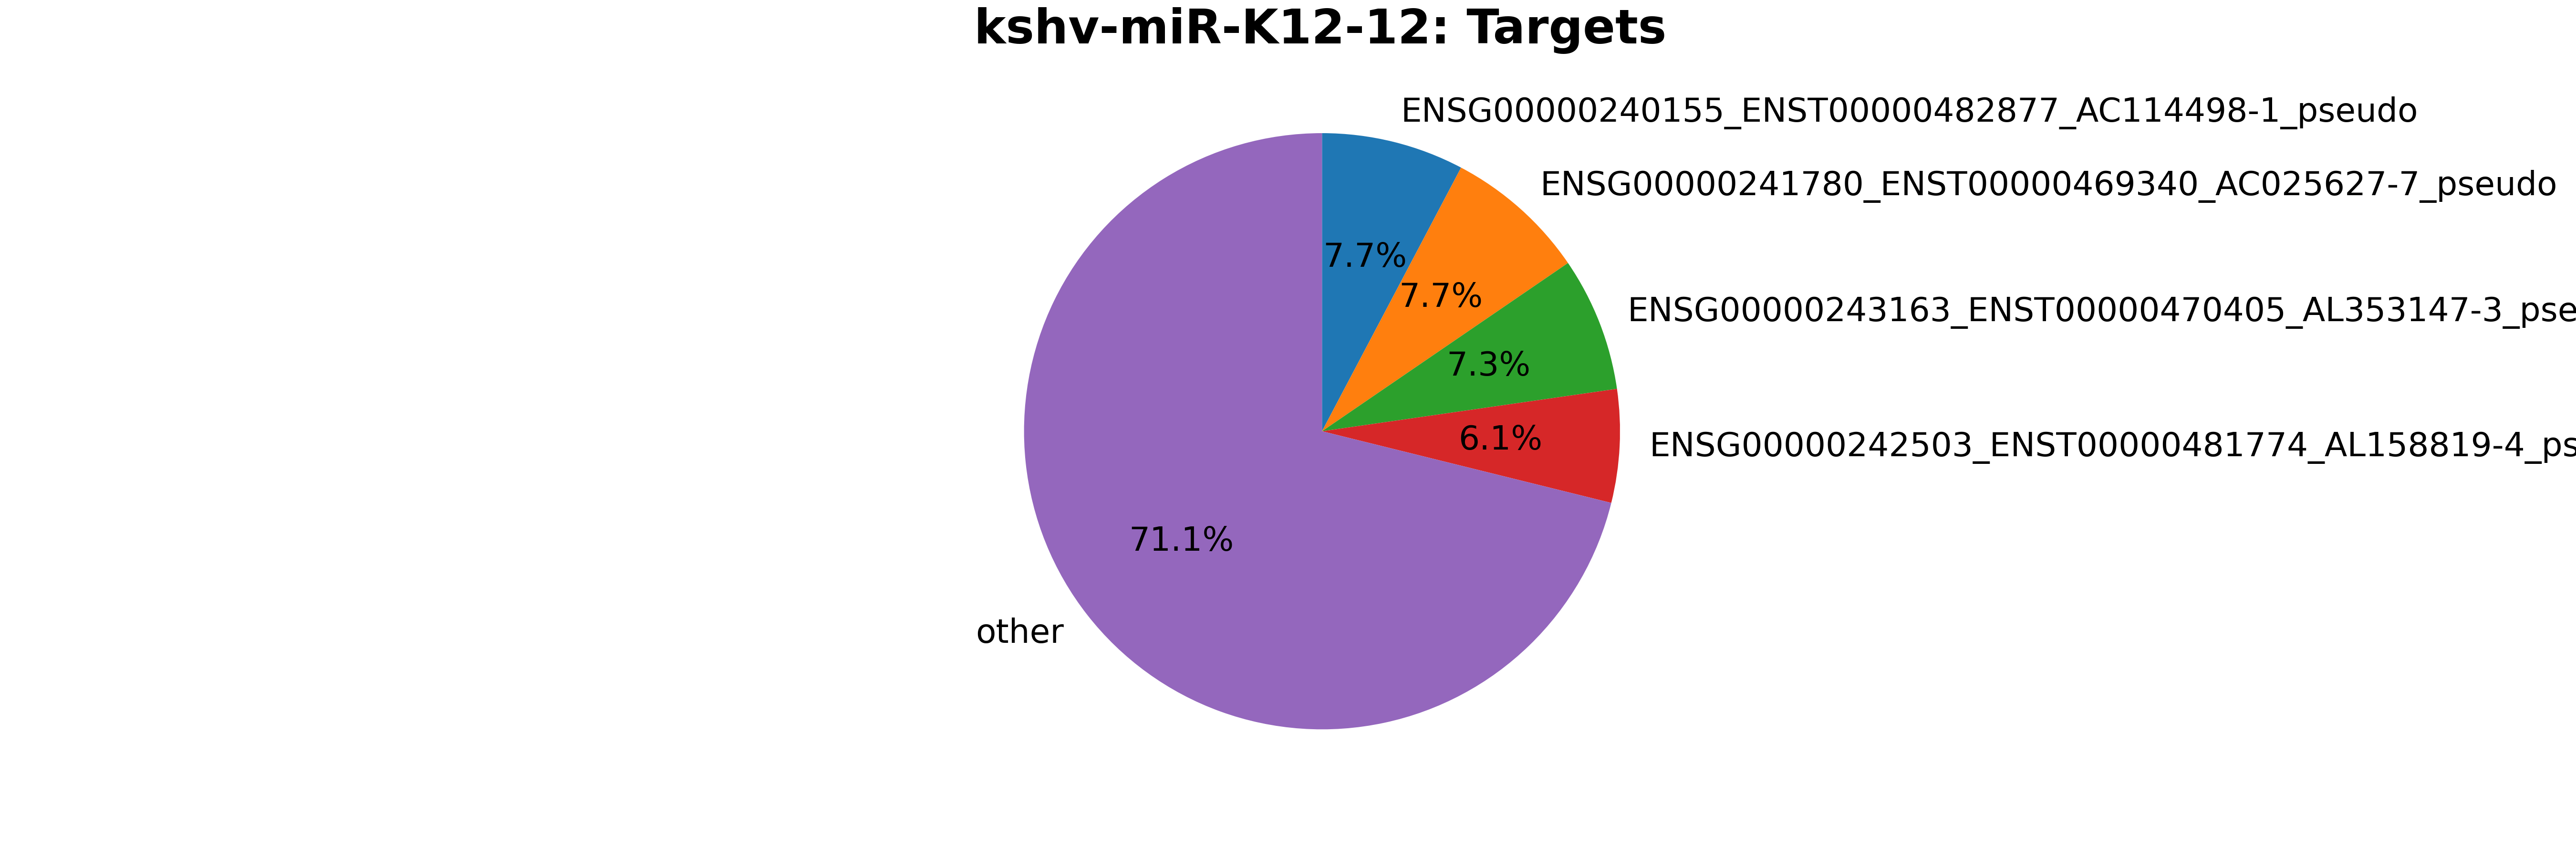 kshv-miR-K12-12: Targets
ENSG00000240155_ENST00000482877_AC114498-1_pseudo
ENSG00000241780_ENST00000469340_AC025627-7_pseudo
7.7%
7.7%
ENSG00000243163_ENST00000470405_AL353147-3_pse
7.3%
6.1%
ENSG00000242503_ENST00000481774_AL158819-4_ps
71.1%
other